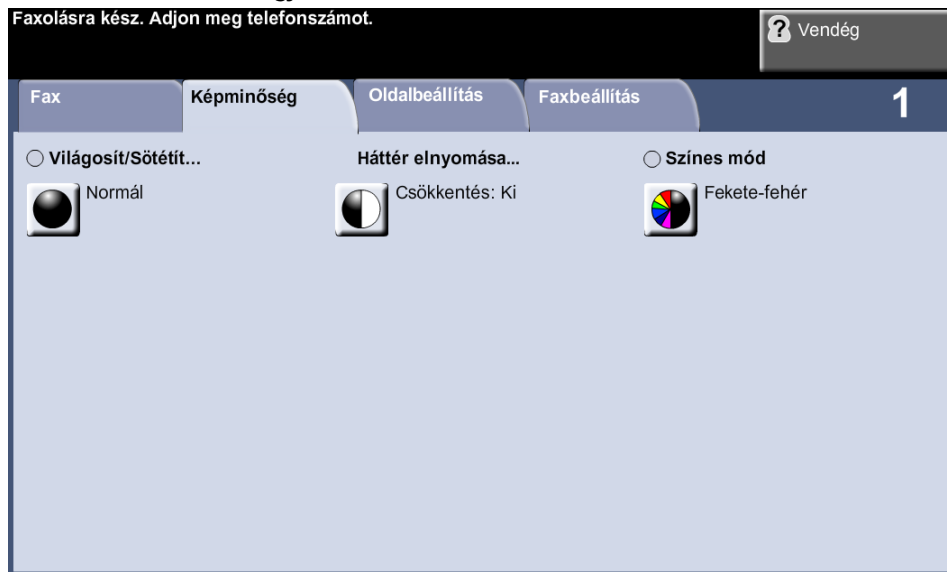 Faxolásra kész. Adjon meg telefonszámot.
? Vendég
Fax Képminőség Oldalbeállítás Faxbeállítás 1
Világosít/Sötétít... Háttér elnyomása... Színes mód
Normál Csökkentés: Ki Fekete-fehér